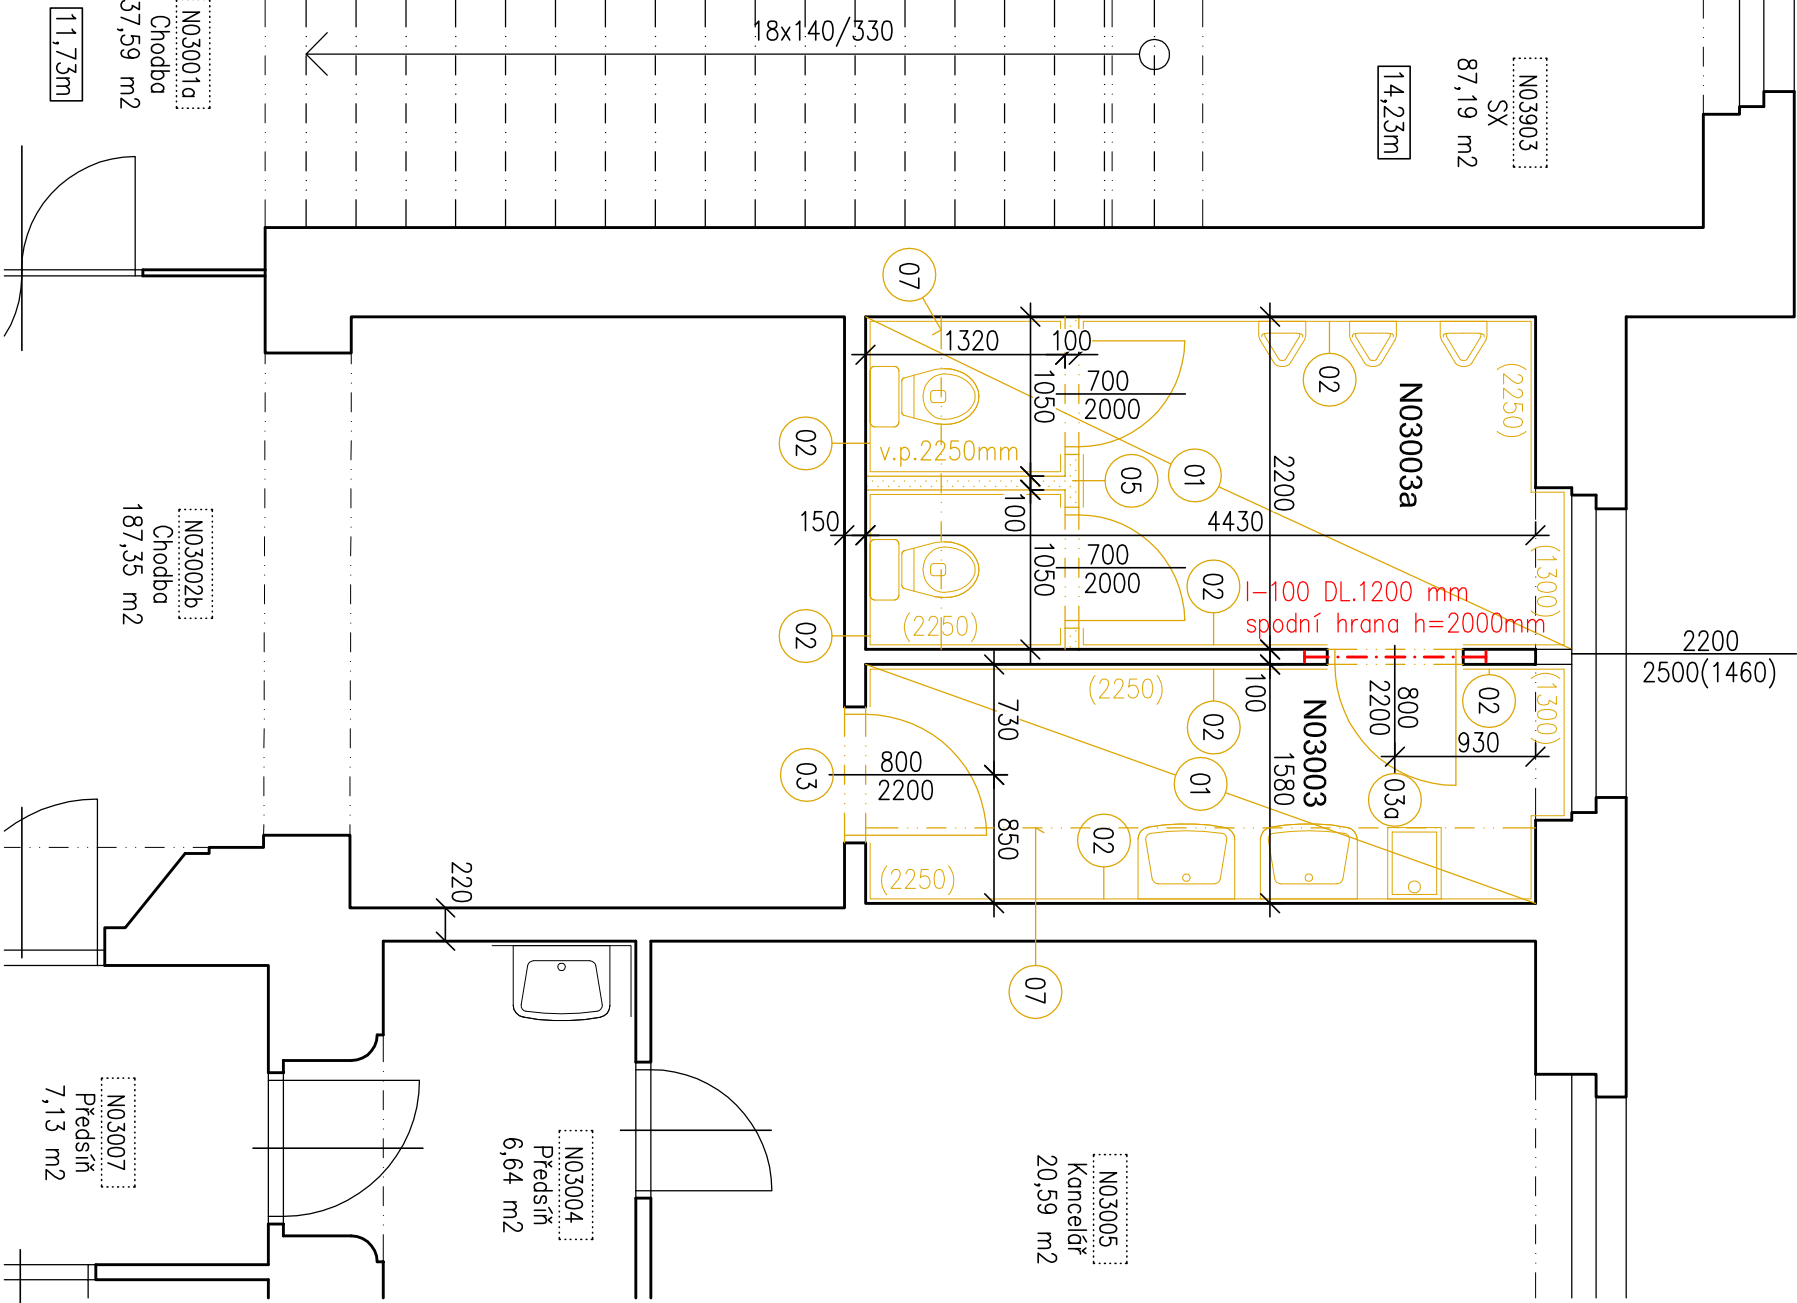 N03001a
Chodba
37,59 m2
11,73m
18x140/330
N03903
SX
87,19 m2
14,23m
07
1320
100
1050
700
2000
02
N03003a
(2250)
02
v.p.2250mm
05
01
2200
100
150
4430
1050
700
2000
02
(1300)
02
(2250)
I-100 DL.1200 mm
spodní hrana h=2000mm
2200
2500(1460)
N03002b
Chodba
187,35 m2
730
(2250)
02
100
N03003
1580
800
2200
02
(1300)
930
03
800
2200
01
03a
850
02
(2250)
220
07
N03007
Předsíň
7,13 m2
N03004
Předsíň
6,64 m2
N03005
Kancelář
20,59 m2